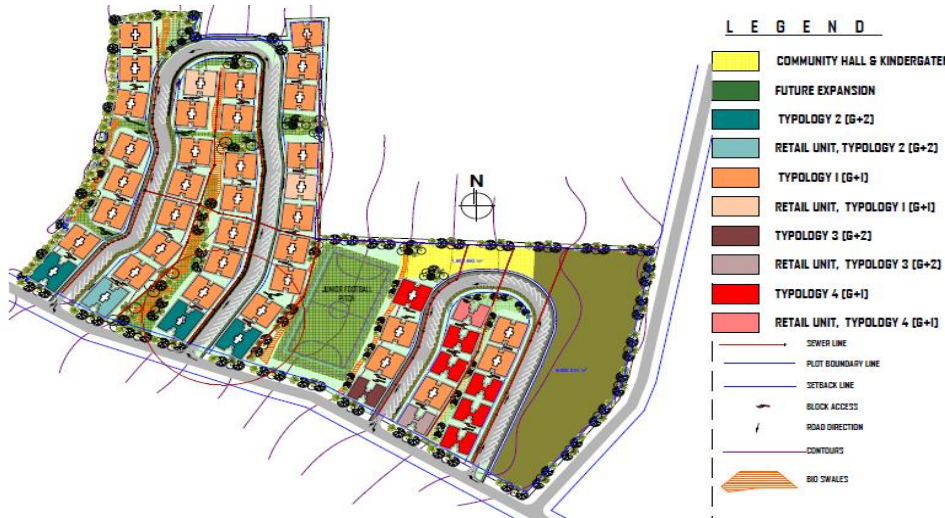 L E G E N D
COMMUNITY HALL & KINDERGATE
FUTURE EXPANSION
TYPOLOGY 2 (G+2)
RETAIL UNIT, TYPOLOGY 2 (G+2)
TYPOLOGY 1 (G+1)
RETAIL UNIT, TYPOLOGY 1 (G+1)
TYPOLOGY 3 (G+2)
RETAIL UNIT, TYPOLOGY 3 (G+2)
TYPOLOGY 4 (G+1)
RETAIL UNIT, TYPOLOGY 4 (G+1)
SEWER LINE
PLOT BOUNDARY LINE
SETBACK LINE
BLOCK ACCESS
ROAD DIRECTION
CONTOURS
BIO SWALES
N
JUNIOR FOOTBALL
PITCH